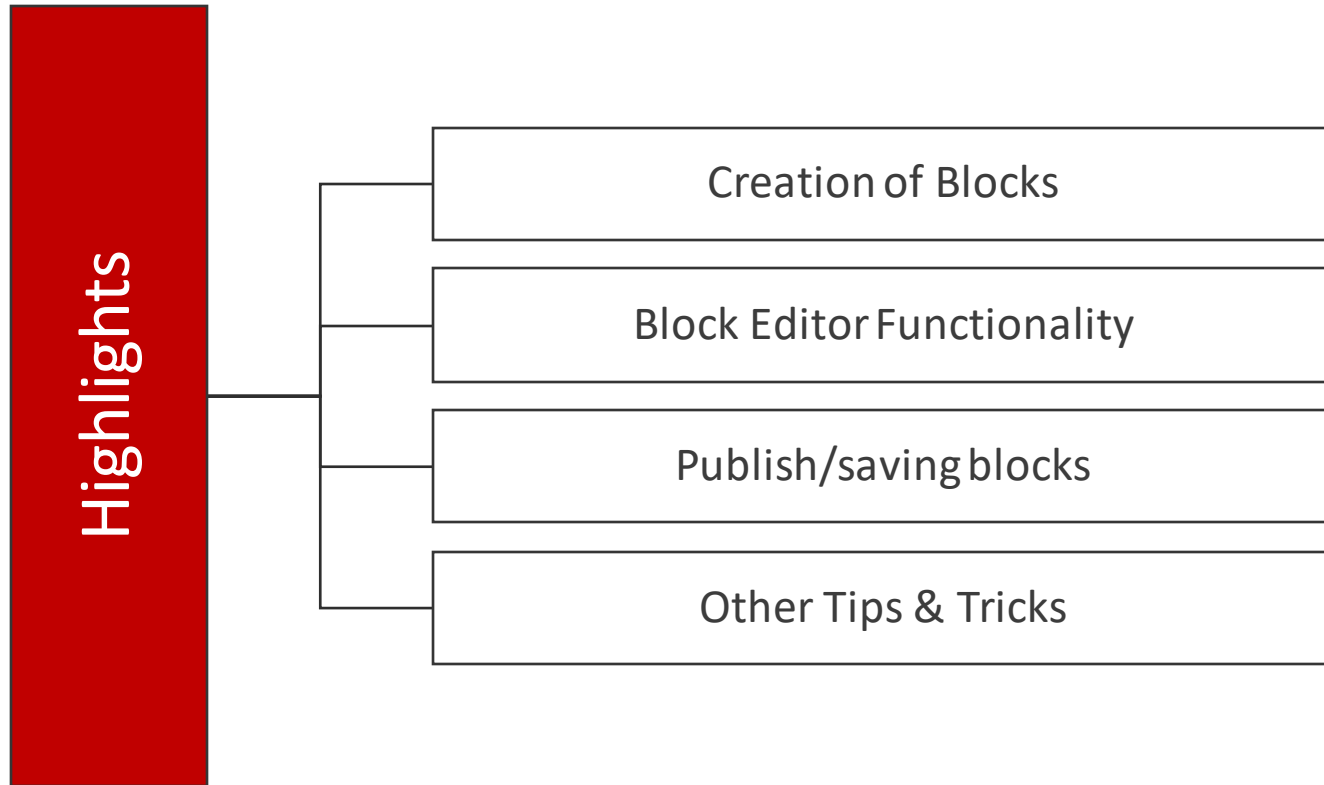 Highlights
Creation of Blocks
Block Editor Functionality
Publish/saving blocks
Other Tips & Tricks